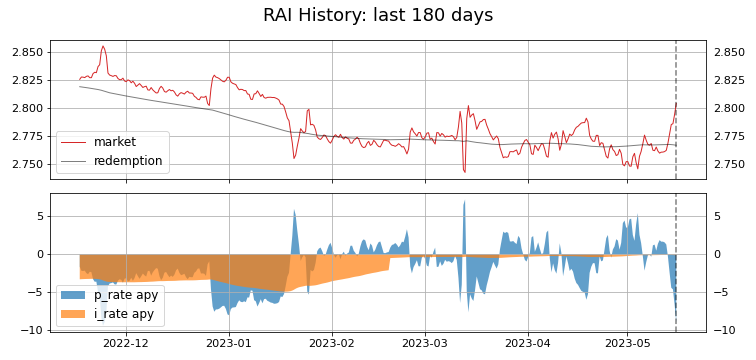 RAI History: last 180 days
2.850 2.850
2.825 2.825
2.800 2.800
2.775 2.775
2.750 2.750
market
redemption
5 5
0 0
−5 −5
−10 −10
p_rate apy
i_rate apy
2022-12 2023-01 2023-02 2023-03 2023-04 2023-05